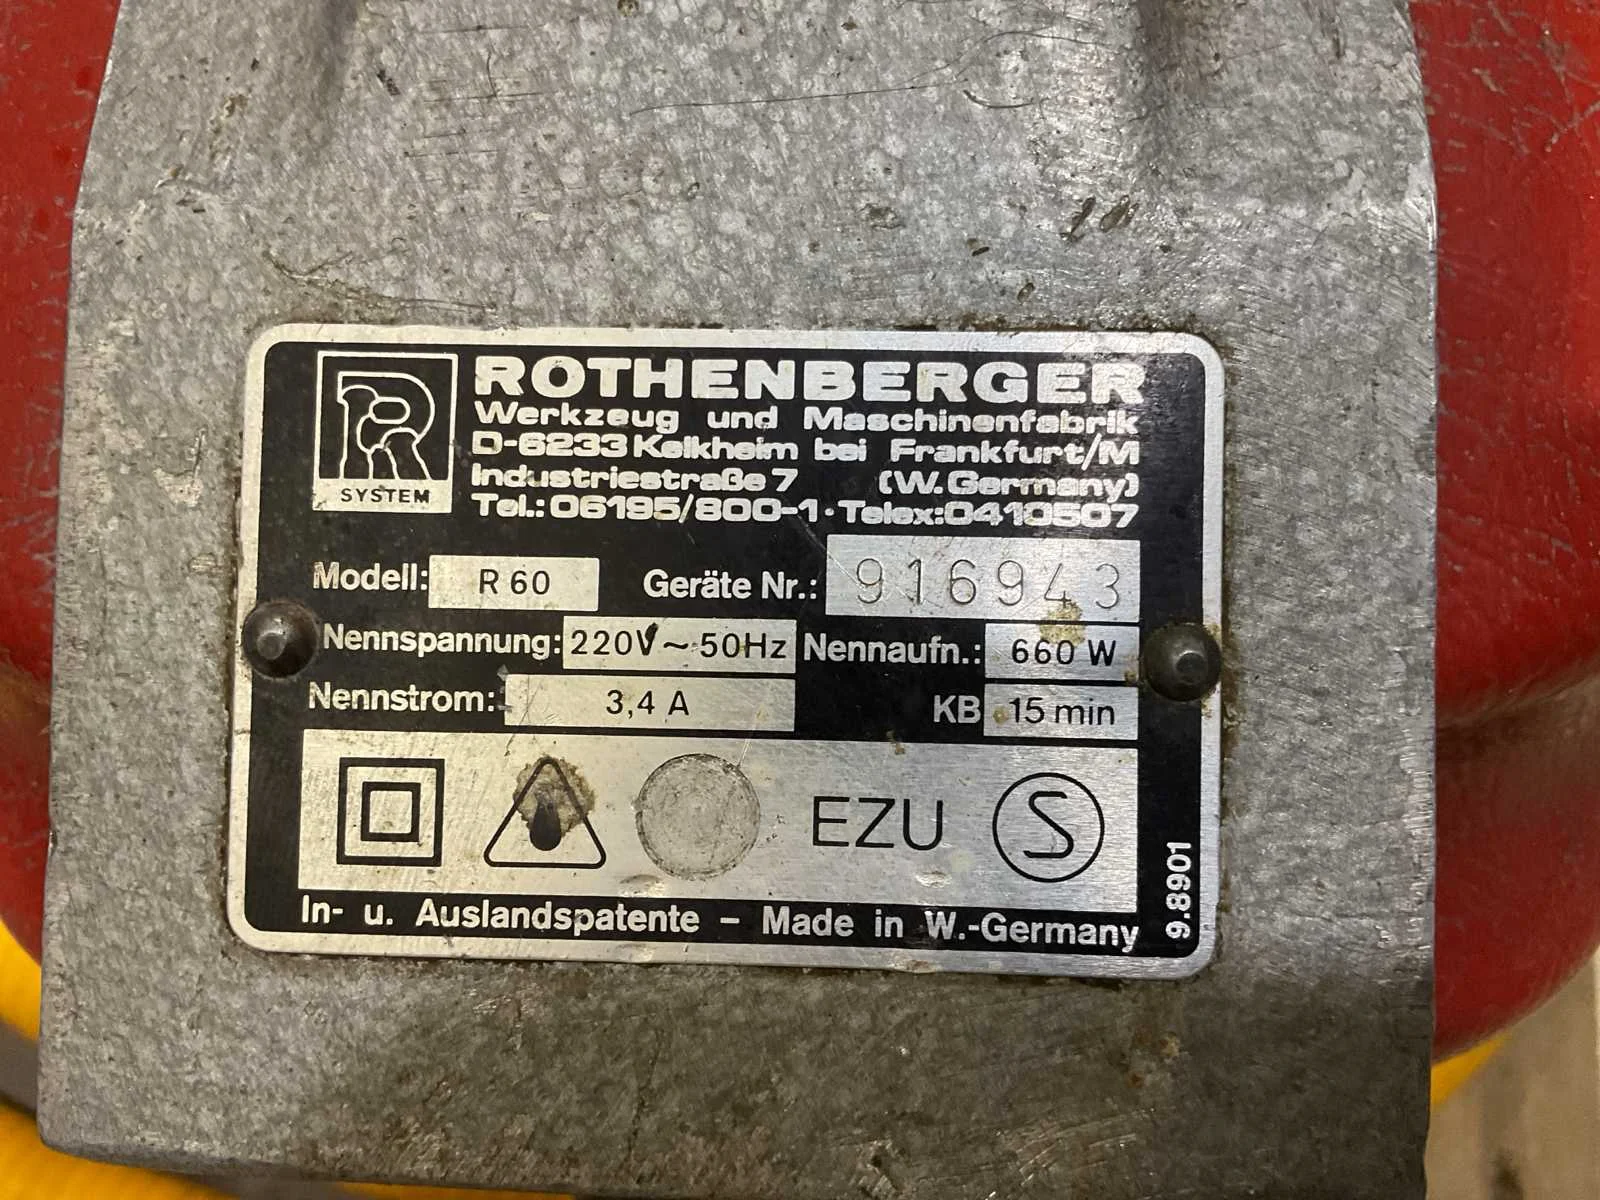 ROTHENBERGER
Werkzeug und Maschinenfabrik
D-6233 Kelkheim bei Frankfurt/M
Industriestraße 7 (W. Germany)
Tel.: 06195/800-1 · Telex: 0410507
R
SYSTEM
Modell: R 60 Geräte Nr.: 916943
Nennspannung: 220V ~ 50Hz Nennaufn.: 660 W
Nennstrom: 3,4 A KB 15 min
EZU S
In- u. Auslandspatente – Made in W.-Germany
9.8901